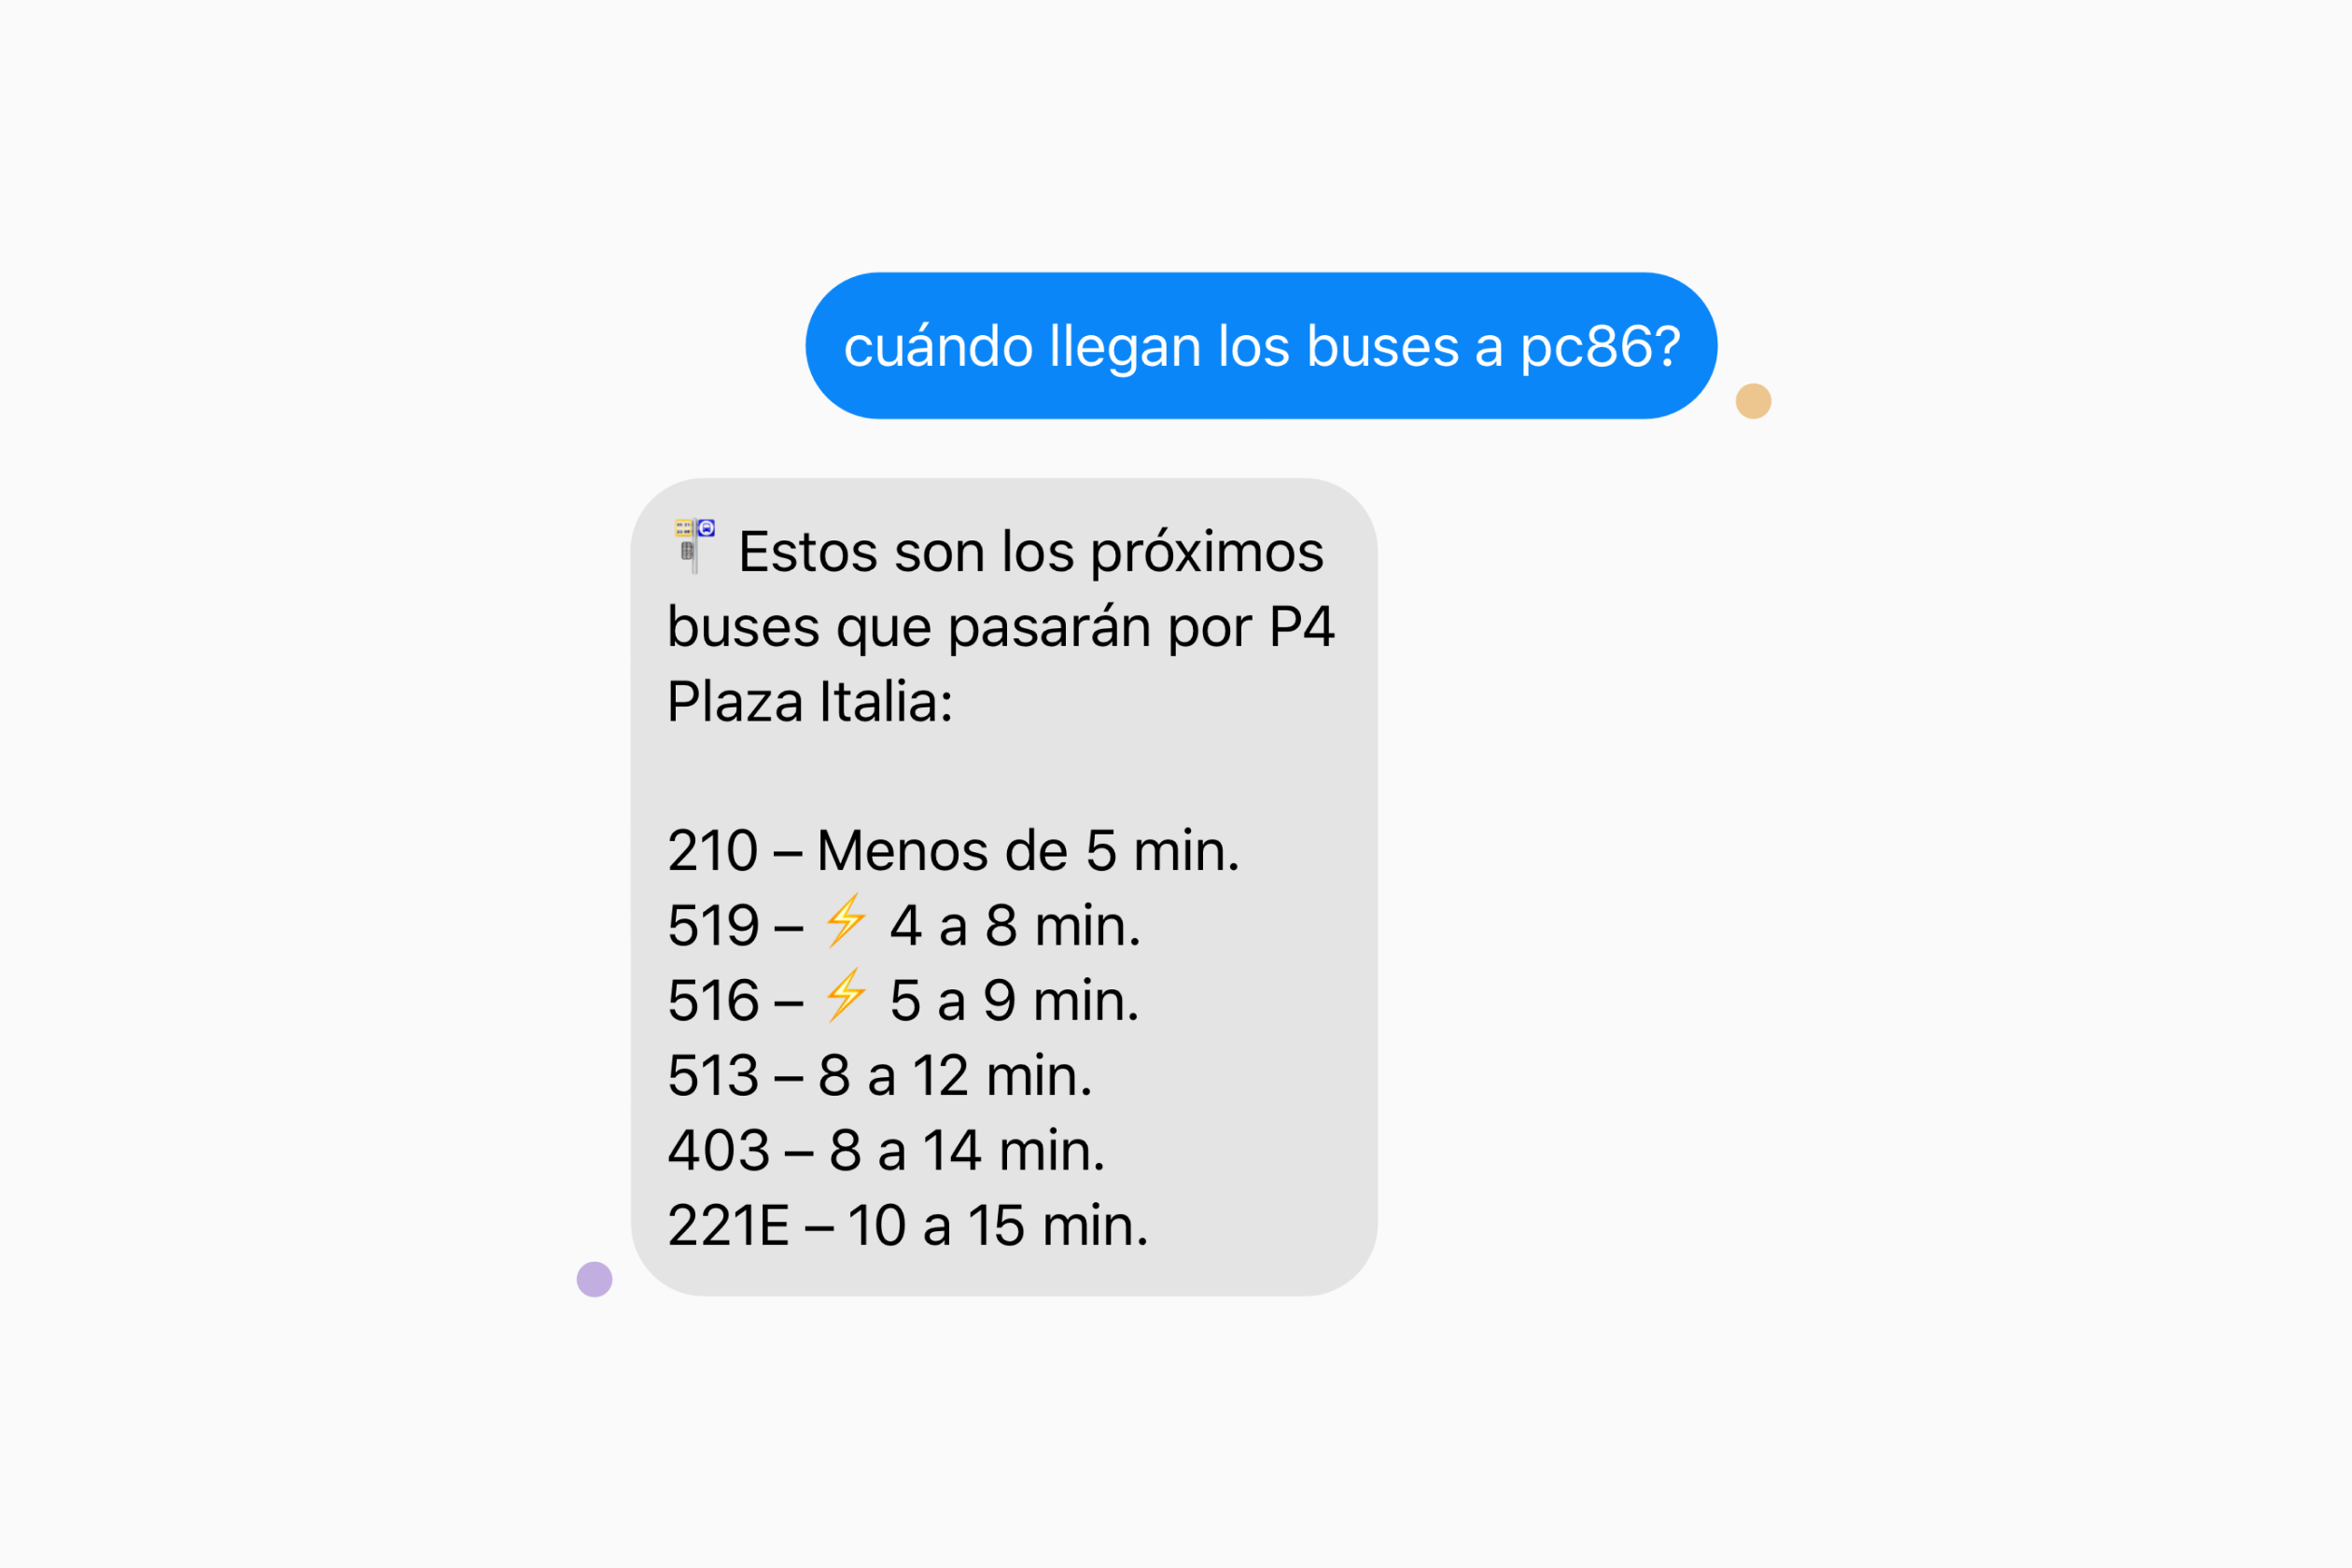 cuándo llegan los buses a pc86?
🚏 Estos son los próximos
buses que pasarán por P4
Plaza Italia:
210 – Menos de 5 min.
519 – ⚡ 4 a 8 min.
516 – ⚡ 5 a 9 min.
513 – 8 a 12 min.
403 – 8 a 14 min.
221E – 10 a 15 min.